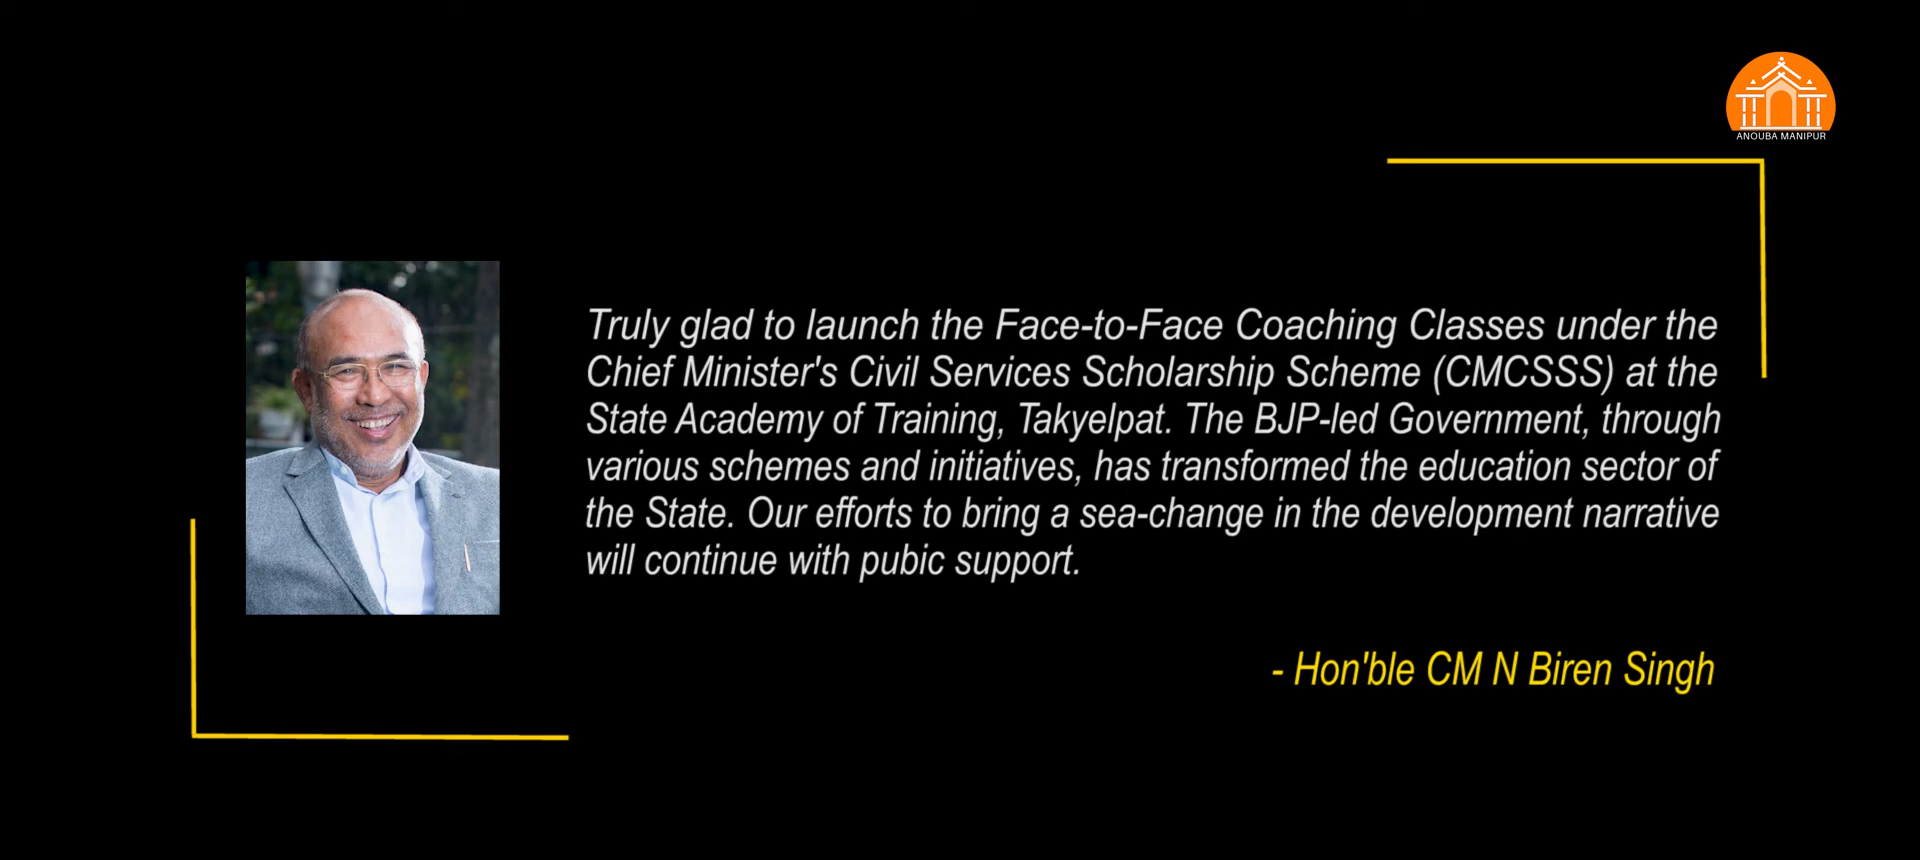 ANOUBA MANIPUR
Truly glad to launch the Face-to-Face Coaching Classes under the
Chief Minister's Civil Services Scholarship Scheme (CMCSSS) at the
State Academy of Training, Takyelpat. The BJP-led Government, through
various schemes and initiatives, has transformed the education sector of
the State. Our efforts to bring a sea-change in the development narrative
will continue with pubic support.
- Hon'ble CM N Biren Singh